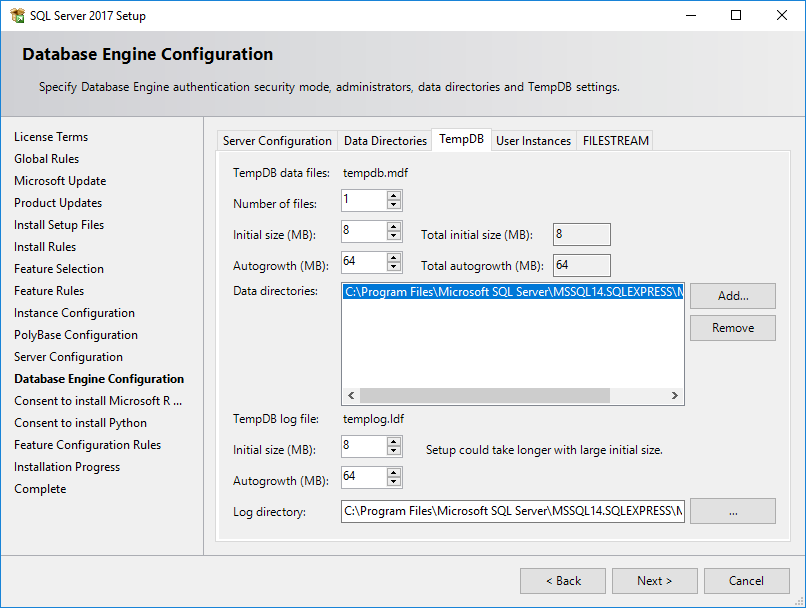 SQL Server 2017 Setup
Database Engine Configuration
Specify Database Engine authentication security mode, administrators, data directories and TempDB settings.
License Terms
Global Rules
Microsoft Update
Product Updates
Install Setup Files
Install Rules
Feature Selection
Feature Rules
Instance Configuration
PolyBase Configuration
Server Configuration
Database Engine Configuration
Consent to install Microsoft R ...
Consent to install Python
Feature Configuration Rules
Installation Progress
Complete
Server Configuration Data Directories TempDB User Instances FILESTREAM
TempDB data files: tempdb.mdf
Number of files: 1
Initial size (MB): 8 Total initial size (MB): 8
Autogrowth (MB): 64 Total autogrowth (MB): 64
Data directories: C:\Program Files\Microsoft SQL Server\MSSQL14.SQLEXPRESS\ Add...
Remove
TempDB log file: templog.ldf
Initial size (MB): 8 Setup could take longer with large initial size.
Autogrowth (MB): 64
Log directory: C:\Program Files\Microsoft SQL Server\MSSQL14.SQLEXPRESS\ ...
< Back Next > Cancel